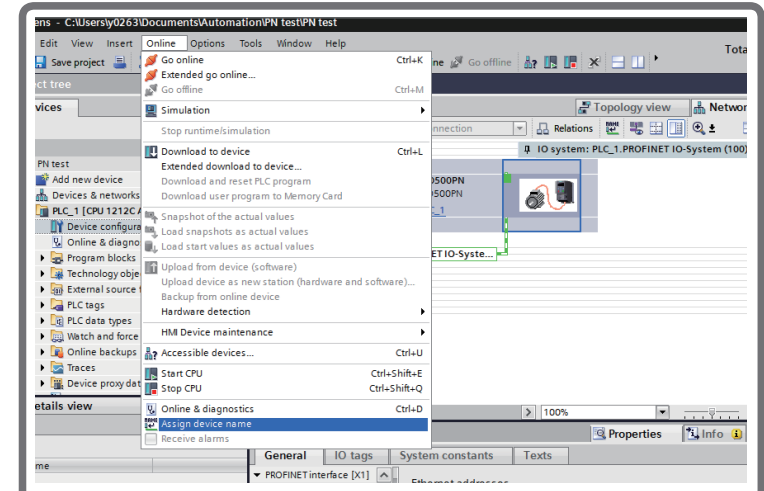 ens - C:\Users\y0263\Documents\Automation\PN test\PN test
Edit View Insert Online Options Tools Window Help
Save project
Go offline
Tota
ect tree
vices
Topology view
Networ
nnection
Relations
IO system: PLC_1.PROFINET IO-System (100)
Go online Ctrl+K
Extended go online...
Go offline Ctrl+M
Simulation
Stop runtime/simulation
Download to device Ctrl+L
Extended download to device...
Download and reset PLC program
Download user program to Memory Card
Snapshot of the actual values
Load snapshots as actual values
Load start values as actual values
Upload from device (software)
Upload device as new station (hardware and software)...
Backup from online device
Hardware detection
HMI Device maintenance
Accessible devices... Ctrl+U
Start CPU Ctrl+Shift+E
Stop CPU Ctrl+Shift+Q
Online & diagnostics Ctrl+D
Assign device name
Receive alarms
PN test
Add new device
Devices & networks
PLC_1 [CPU 1212C
Device configura
Online & diagno
Program blocks
Technology obje
External source
PLC tags
PLC data types
Watch and force
Online backups
Traces
Device proxy dat
etails view
me
0500PN
0500PN
C_1
ET IO-Syste...
100%
Properties
Info
General IO tags System constants Texts
PROFINET interface [X1]
Ethernet addresses